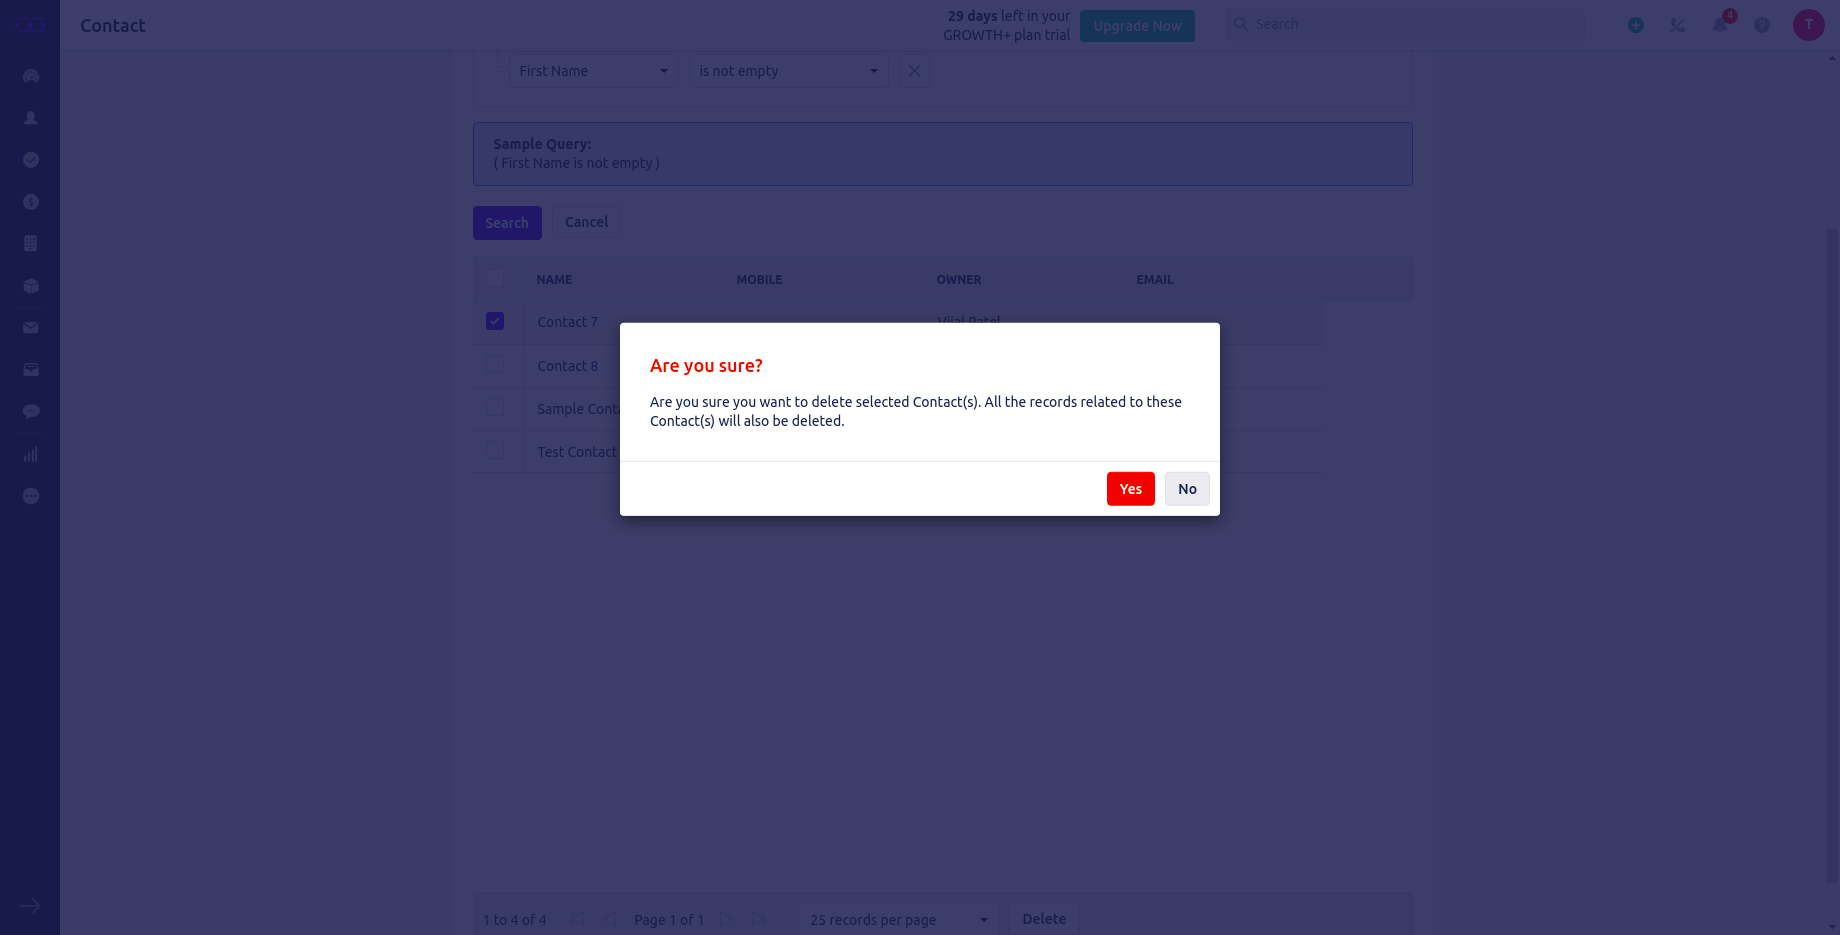 Contact
29 days left in your
GROWTH+ plan trial
Upgrade Now
Search
4
T
First Name
is not empty
Sample Query:
( First Name is not empty )
Search
Cancel
NAME MOBILE OWNER EMAIL
Contact 7
Vijal Patel
Contact 8
Sample Conta
Test Contact
Are you sure?
Are you sure you want to delete selected Contact(s). All the records related to these
Contact(s) will also be deleted.
Yes
No
1 to 4 of 4
Page 1 of 1
25 records per page
Delete